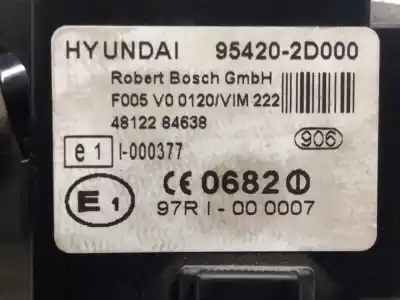 HYUNDAI 95420-2D000
Robert Bosch GmbH
F005 V0 0120/VIM 222
48122 84638
906
e 1 I-000377
CE 0682
E 1
97R I-00 0007